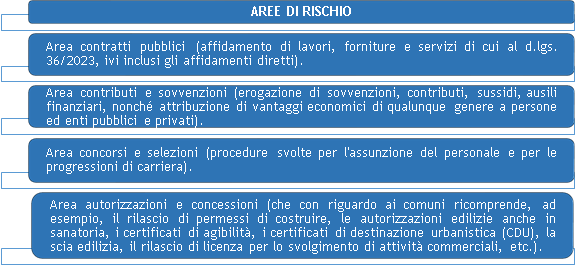 AREE DI RISCHIO
Area contratti pubblici (affidamento di lavori, forniture e servizi di cui al d.lgs.
36/2023, ivi inclusi gli affidamenti diretti).
Area contributi e sovvenzioni (erogazione di sovvenzioni, contributi, sussidi, ausili
finanziari, nonché attribuzione di vantaggi economici di qualunque genere a persone
ed enti pubblici e privati).
Area concorsi e selezioni (procedure svolte per l'assunzione del personale e per le
progressioni di carriera).
Area autorizzazioni e concessioni (che con riguardo ai comuni ricomprende, ad
esempio, il rilascio di permessi di costruire, le autorizzazioni edilizie anche in
sanatoria, i certificati di agibilità, i certificati di destinazione urbanistica (CDU), la
scia edilizia, il rilascio di licenza per lo svolgimento di attività commerciali, etc.).